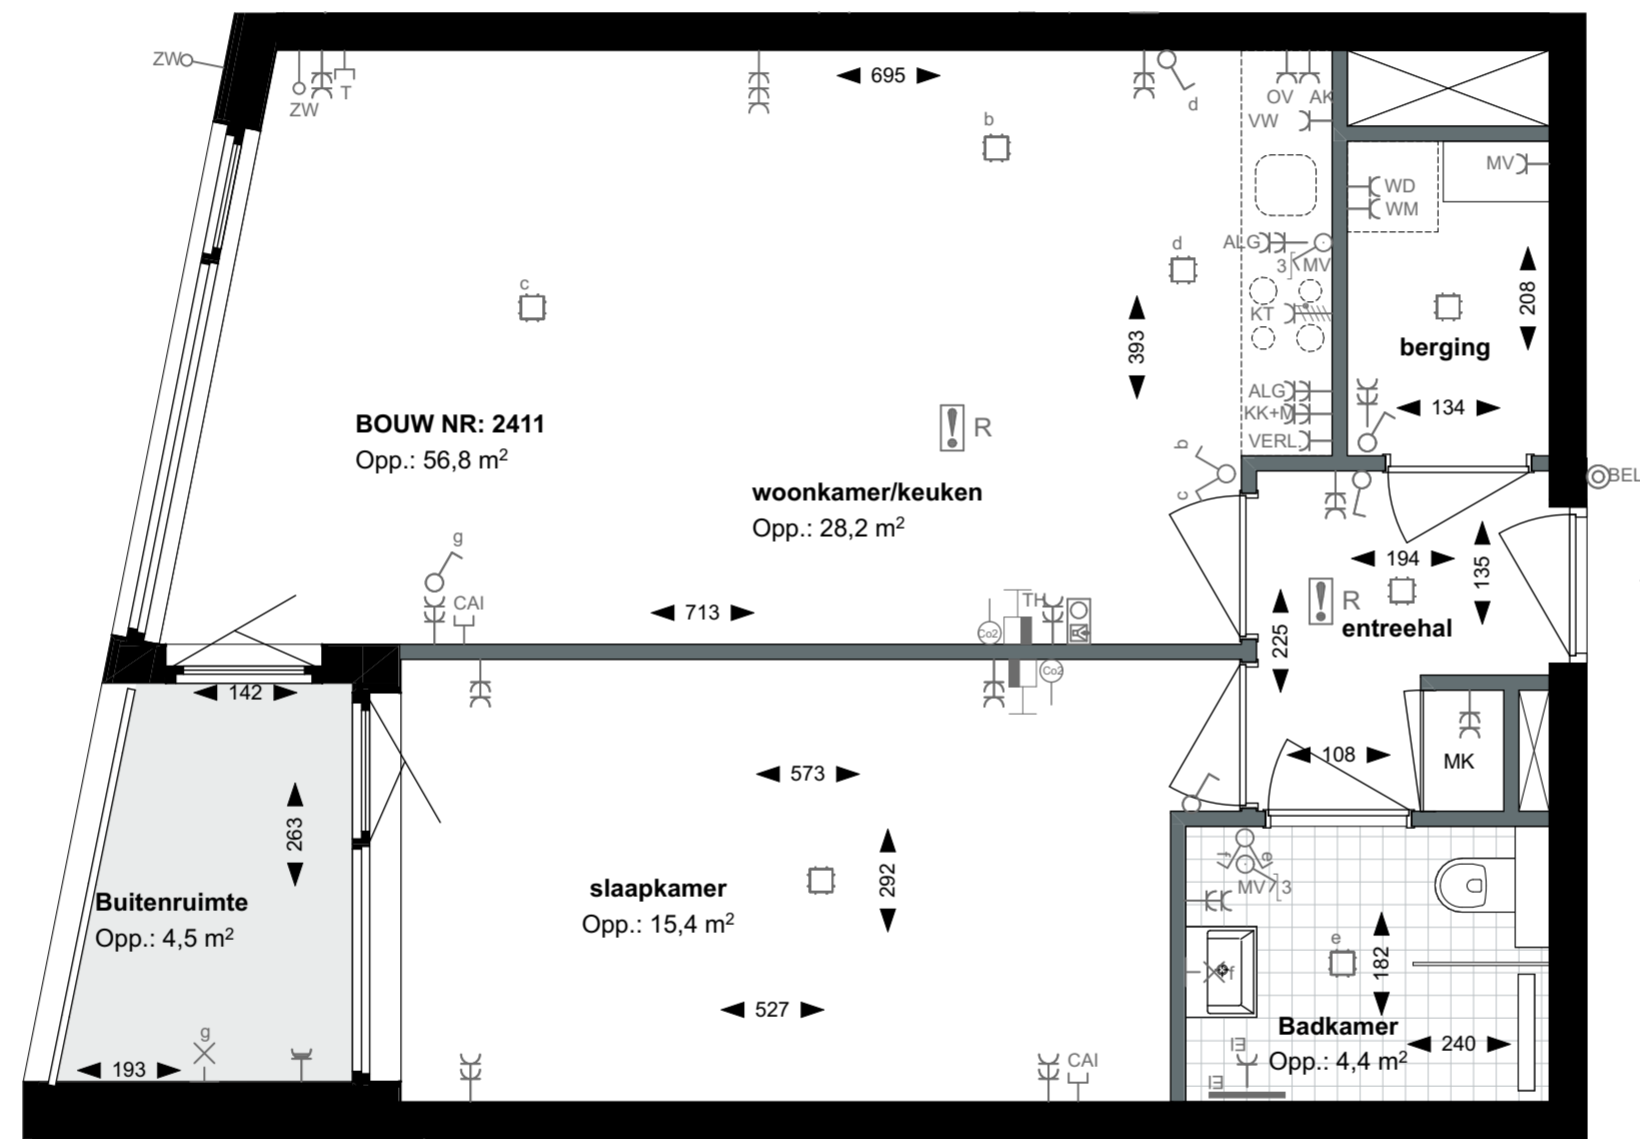 ZW
ZW
T
695
d
OV AK
VW
b
MV
WD
WM
ALG
3
MV
d
c
KT
393
208
berging
134
ALG
KK+M
VERL.
BOUW NR: 2411
Opp.: 56,8 m²
R
b
c
BEL
woonkamer/keuken
Opp.: 28,2 m²
g
CAI
713
Co2
TH
194
135
R
entreehal
225
Co2
142
573
108
MK
263
292
slaapkamer
Opp.: 15,4 m²
Buitenruimte
Opp.: 4,5 m²
f
e
MV
3
e
182
f
527
g
193
CAI
Badkamer
Opp.: 4,4 m²
240
E
E